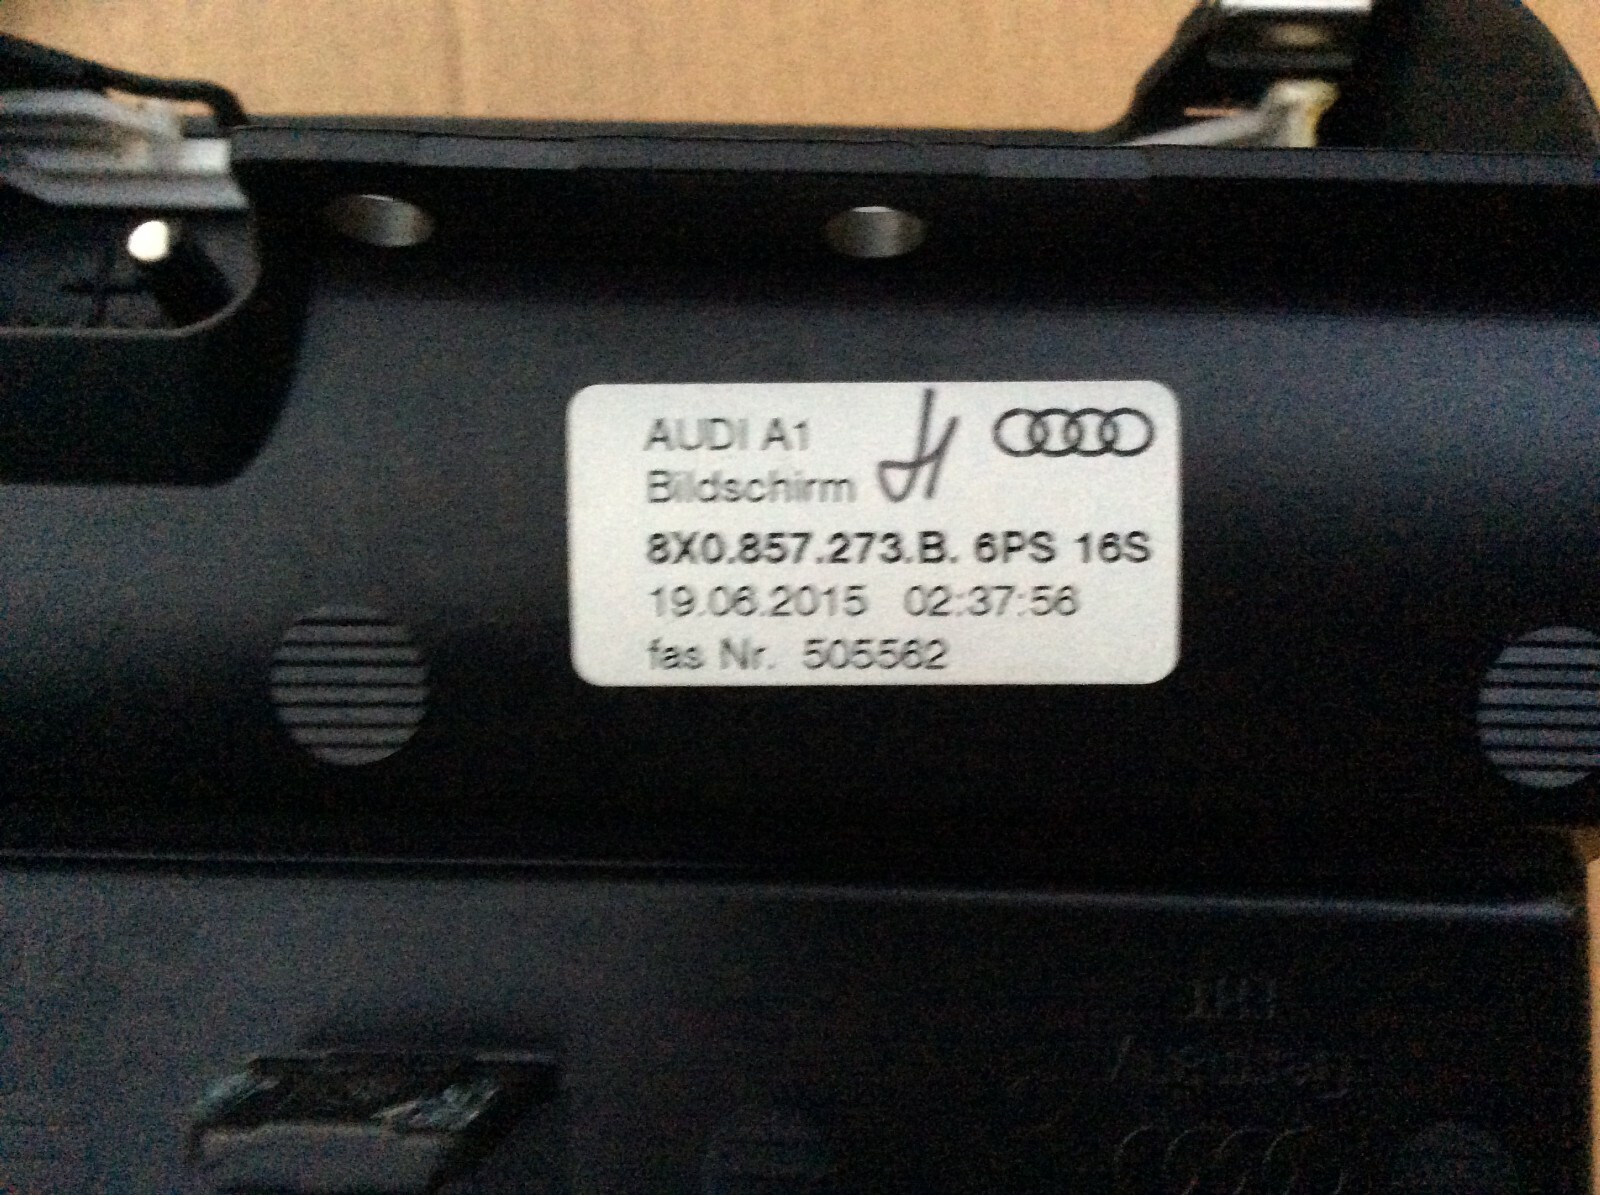 AUDI A1
Bildschirm
8X0.857.273.B. 6PS 16S
19.06.2015 02:37:56
fas Nr. 505562